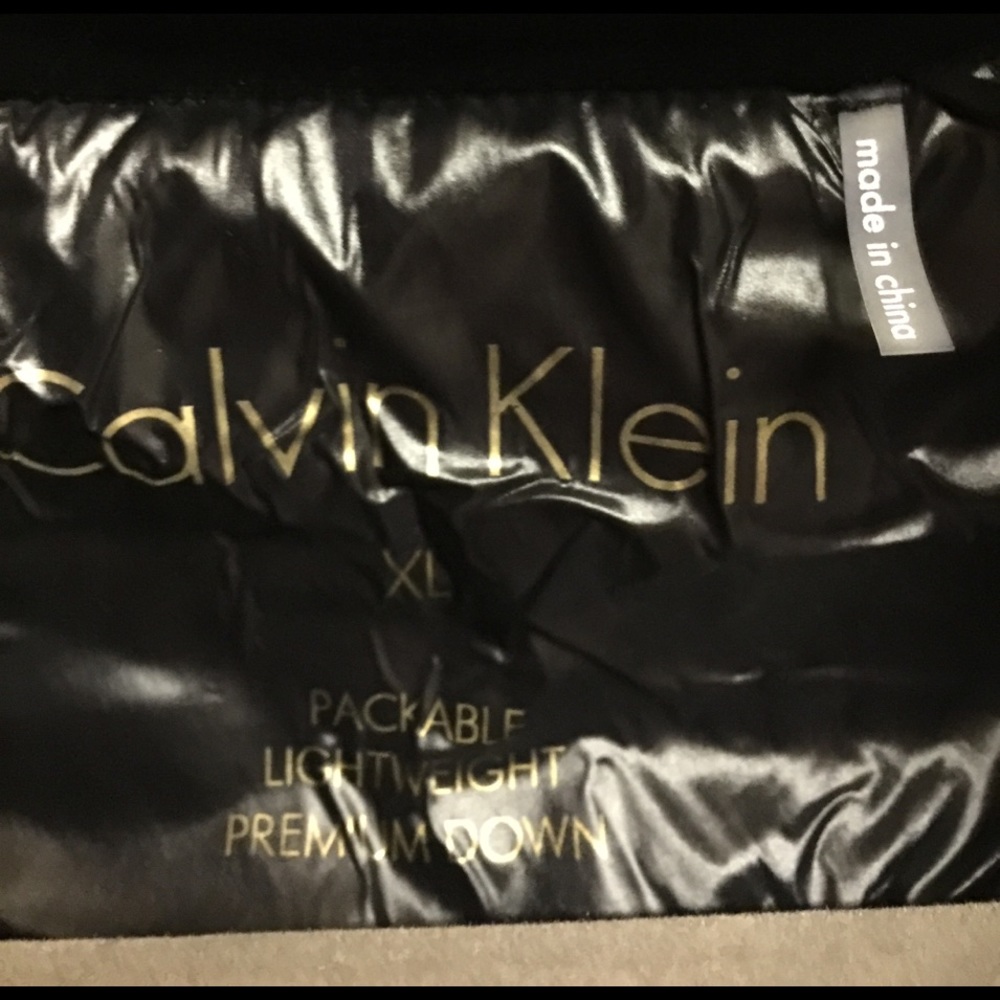 made in china
Calvin Klein
XL
PACKABLE
LIGHTWEIGHT
PREMIUM DOWN